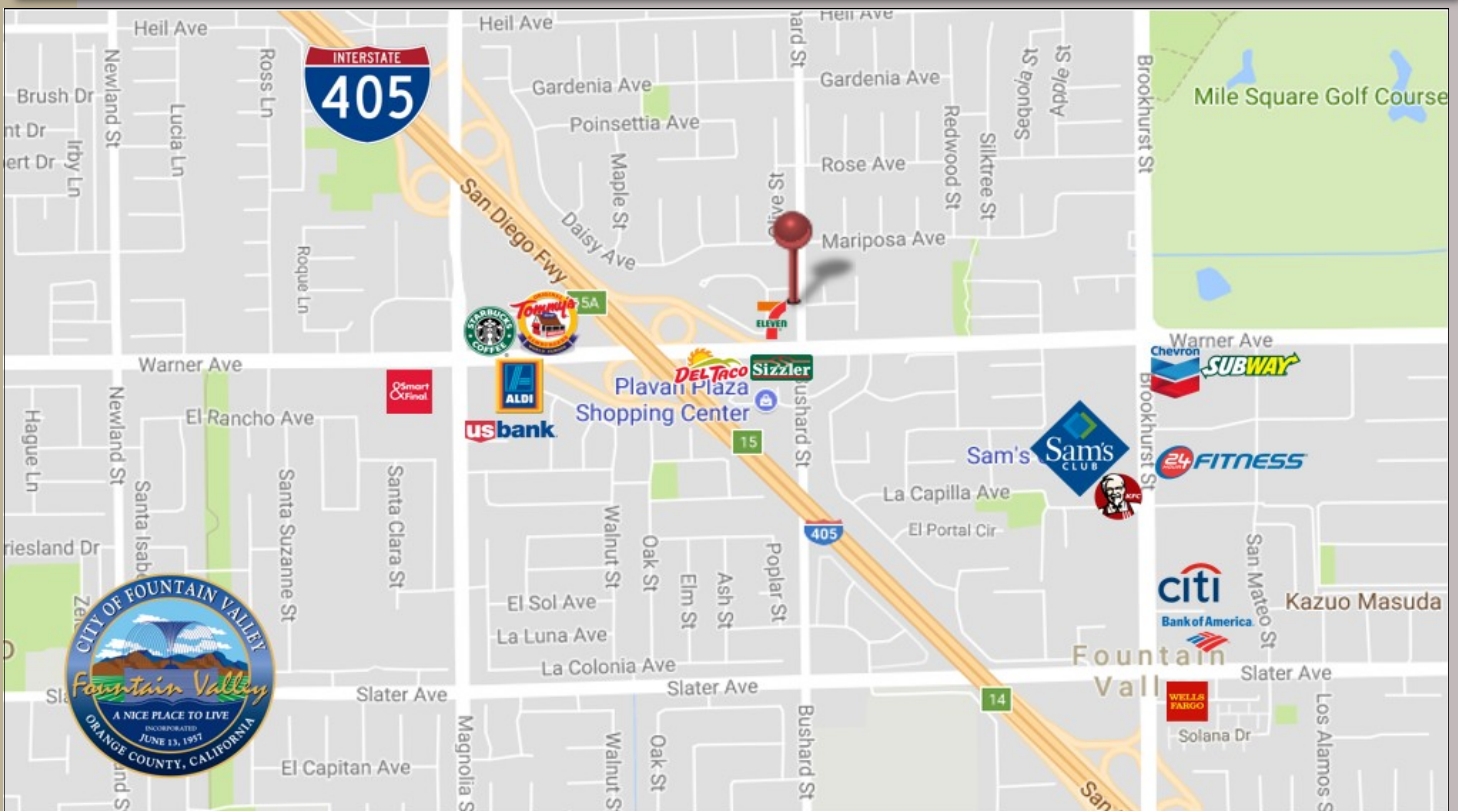 Heil Ave
Heil Ave
Heil Ave
Newland St
Ross Ln
INTERSTATE
405
Brush Dr
Gardenia Ave
Gardenia Ave
Sequoya St
Apple St
Brookhurst St
Mile Square Golf Course
nt Dr
ert Dr
Irby Ln
Lucia Ln
Poinsettia Ave
Maple St
Rose Ave
Redwood St
Silktree St
San Diego Fwy
Daisy Ave
Mariposa Ave
Roque Ln
STARBUCKS
COFFEE
ORIGINAL
Tommy's
5A
7
ELEVEN
Warner Ave
Warner Ave
DEL TACO
Sizzler
Chevron
SUBWAY
Smart
&Final
ALDI
Plavan Plaza
Shopping Center
Bushard St
Brookhurst St
Hague Ln
Newland St
El Rancho Ave
usbank
15
Sam's
Sam's
CLUB
24
HOUR
FITNESS
KFC
Santa Suzanne St
Santa Clara St
La Capilla Ave
El Portal Cir
405
riesland Dr
Walnut St
Oak St
Elm St
Ash St
Poplar St
San Mateo St
citi
Bank of America
Kazuo Masuda
El Sol Ave
La Luna Ave
La Colonia Ave
CITY OF FOUNTAIN VALLEY
Fountain Valley
A NICE PLACE TO LIVE
INCORPORATED
JUNE 13, 1957
ORANGE COUNTY, CALIFORNIA
Slater Ave
Slater Ave
Slater Ave
14
Fountain
Vall
WELLS
FARGO
Solana Dr
Los Alamos S
El Capitan Ave
Magnolia S
Walnut S
Oak St
Bushard St
San